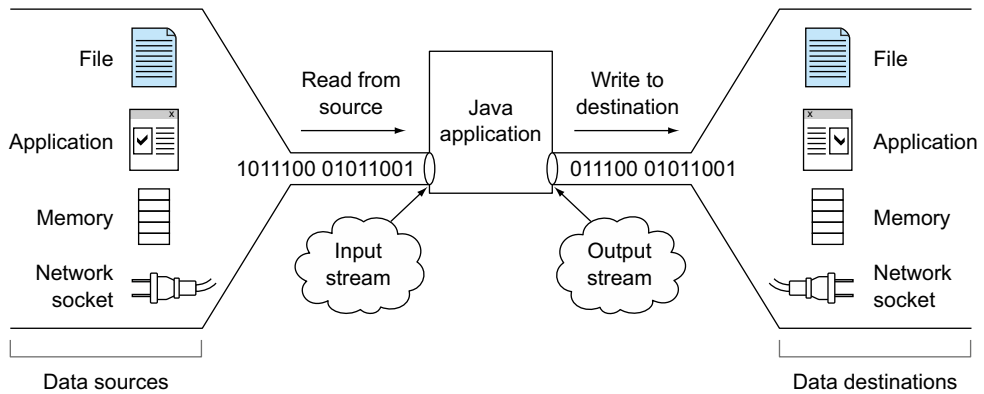 File
Application
Memory
Network
socket
Data sources
Read from
source
1011100 01011001
Input
stream
Java
application
Write to
destination
011100 01011001
Output
stream
File
Application
Memory
Network
socket
Data destinations
X
X